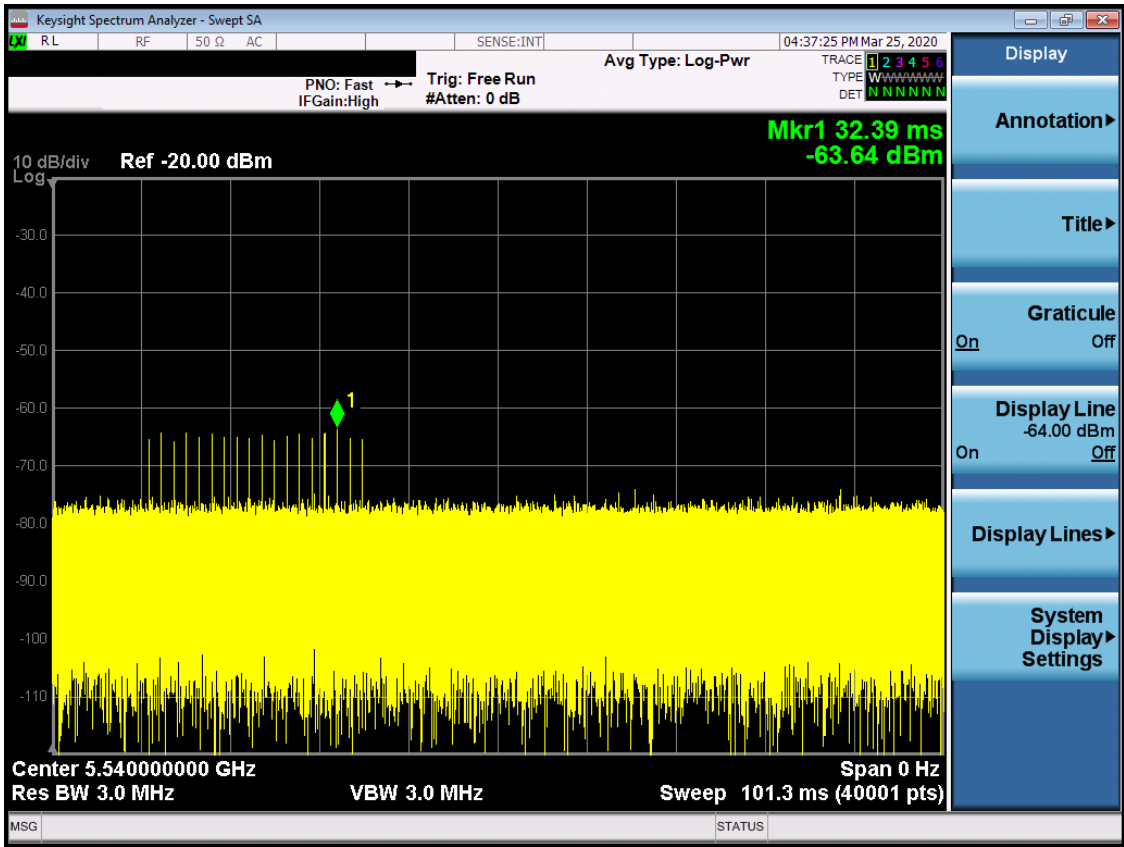 Keysight Spectrum Analyzer - Swept SA
LXI RL RF 50 Ω AC SENSE:INT 04:37:25 PM Mar 25, 2020
PNO: Fast
IFGain:High
Trig: Free Run
#Atten: 0 dB
Avg Type: Log-Pwr
TRACE 1 2 3 4 5 6
TYPE WWWWWW
DET N N N N N N
Mkr1 32.39 ms
-63.64 dBm
10 dB/div Ref -20.00 dBm
Log
-30.0
-40.0
-50.0
-60.0
-70.0
-80.0
-90.0
-100
-110
1
Center 5.540000000 GHz Span 0 Hz
Res BW 3.0 MHz VBW 3.0 MHz Sweep 101.3 ms (40001 pts)
MSG STATUS
Display
Annotation
Title
Graticule
On Off
Display Line
-64.00 dBm
On Off
Display Lines
System
Display
Settings